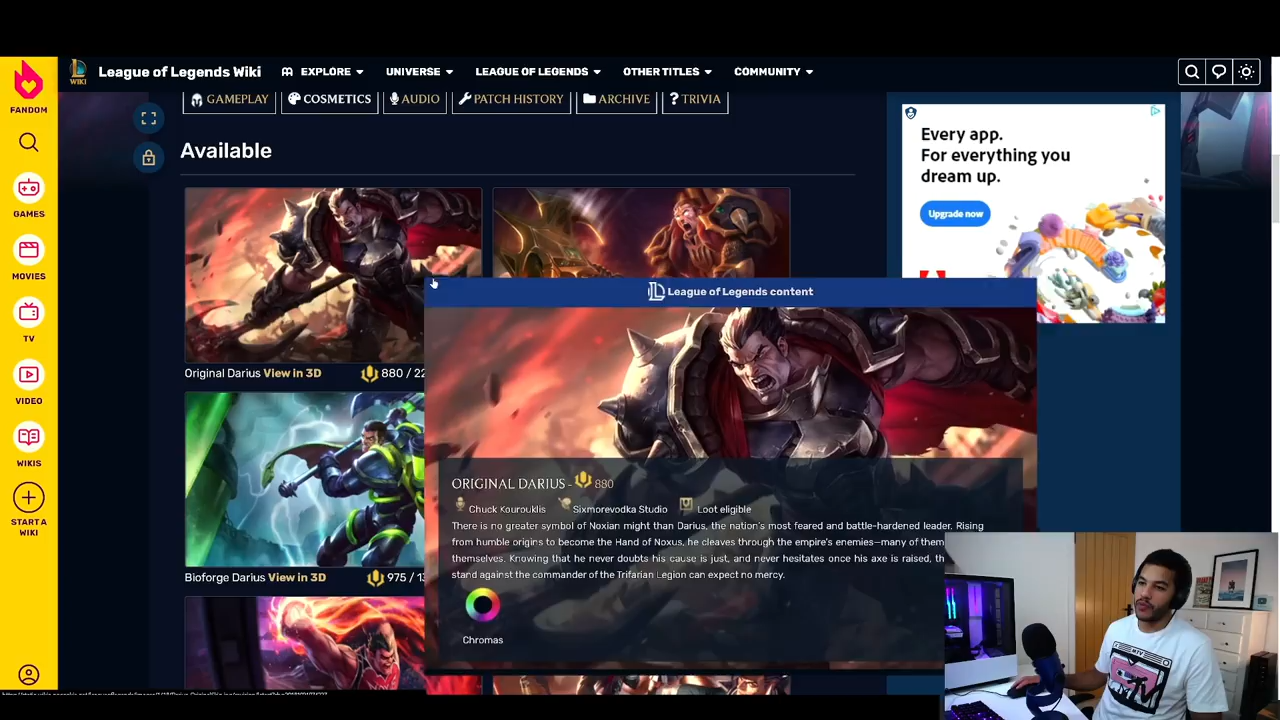 FANDOM
GAMES
MOVIES
TV
VIDEO
WIKIS
START A
WIKI
WIKI
League of Legends Wiki
EXPLORE
UNIVERSE
LEAGUE OF LEGENDS
OTHER TITLES
COMMUNITY
GAMEPLAY
COSMETICS
AUDIO
PATCH HISTORY
ARCHIVE
? TRIVIA
Available
Original Darius View in 3D
880 / 22
Bioforge Darius View in 3D
975 /
League of Legends content
ORIGINAL DARIUS - 880
Chuck Kourouklis
Sixmorevodka Studio
Loot eligible
There is no greater symbol of Noxian might than Darius, the nation's most feared and battle-hardened leader. Rising
from humble origins to become the Hand of Noxus, he cleaves through the empire's enemies—many of them
themselves. Knowing that he never doubts his cause is just, and never hesitates once his axe is raised, th
stand against the commander of the Trifarian Legion can expect no mercy.
Chromas
Every app.
For everything you
dream up.
Upgrade now